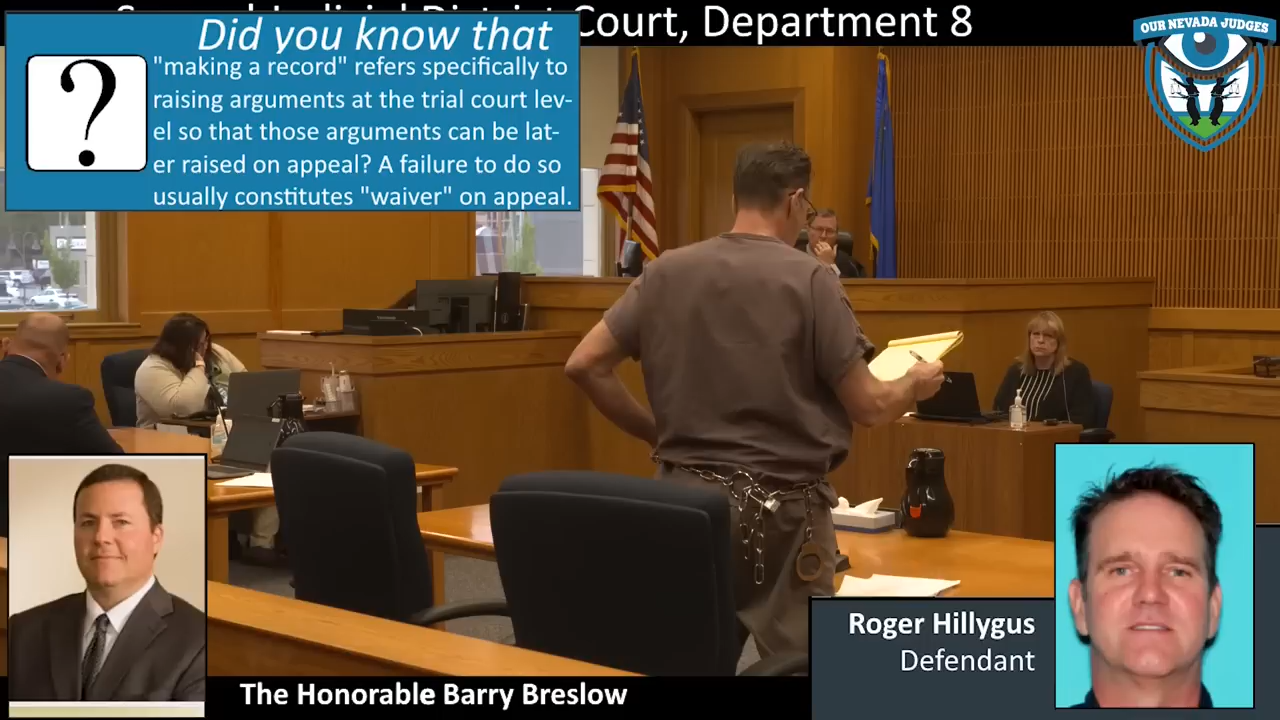 Court, Department 8
OUR NEVADA JUDGES
Did you know that
?
"making a record" refers specifically to
raising arguments at the trial court lev-
el so that those arguments can be lat-
er raised on appeal? A failure to do so
usually constitutes "waiver" on appeal.
Roger Hillygus
Defendant
The Honorable Barry Breslow